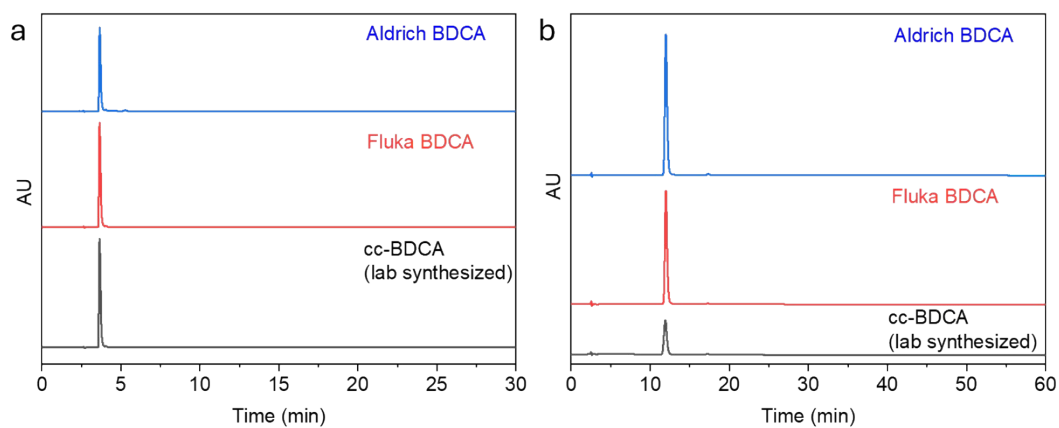 a
Aldrich BDCA
Fluka BDCA
cc-BDCA
(lab synthesized)
AU
0 5 10 15 20 25 30
Time (min)
b
Aldrich BDCA
Fluka BDCA
cc-BDCA
(lab synthesized)
AU
0 10 20 30 40 50 60
Time (min)